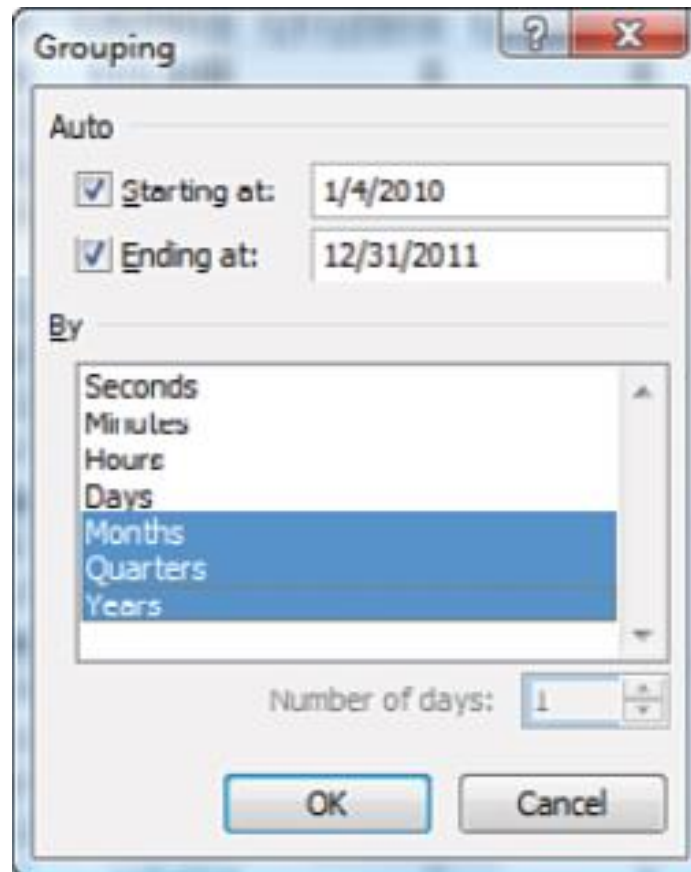 Grouping
Auto
Starting at: 1/4/2010
Ending at: 12/31/2011
By
Seconds
Minutes
Hours
Days
Months
Quarters
Years
Number of days: 1
OK Cancel